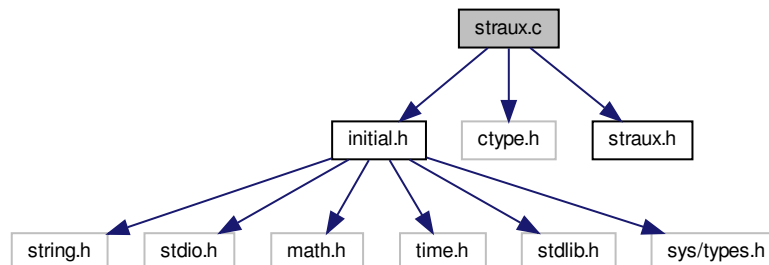 straux.c
initial.h
ctype.h
straux.h
string.h
stdio.h
math.h
time.h
stdlib.h
sys/types.h